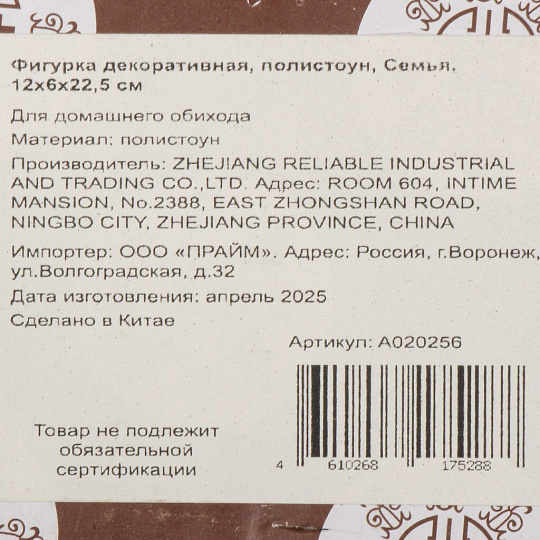 Фигурка декоративная, полистоун, Семья.
12х6х22,5 см
Для домашнего обихода
Материал: полистоун
Производитель: ZHEJIANG RELIABLE INDUSTRIAL
AND TRADING CO.,LTD. Адрес: ROOM 604, INTIME
MANSION, No.2388, EAST ZHONGSHAN ROAD,
NINGBO CITY, ZHEJIANG PROVINCE, CHINA
Импортер: ООО «ПРАЙМ». Адрес: Россия, г.Воронеж,
ул.Волгоградская, д.32
Дата изготовления: апрель 2025
Сделано в Китае
Артикул: А020256
Товар не подлежит
обязательной
сертификации
4 610268 175288